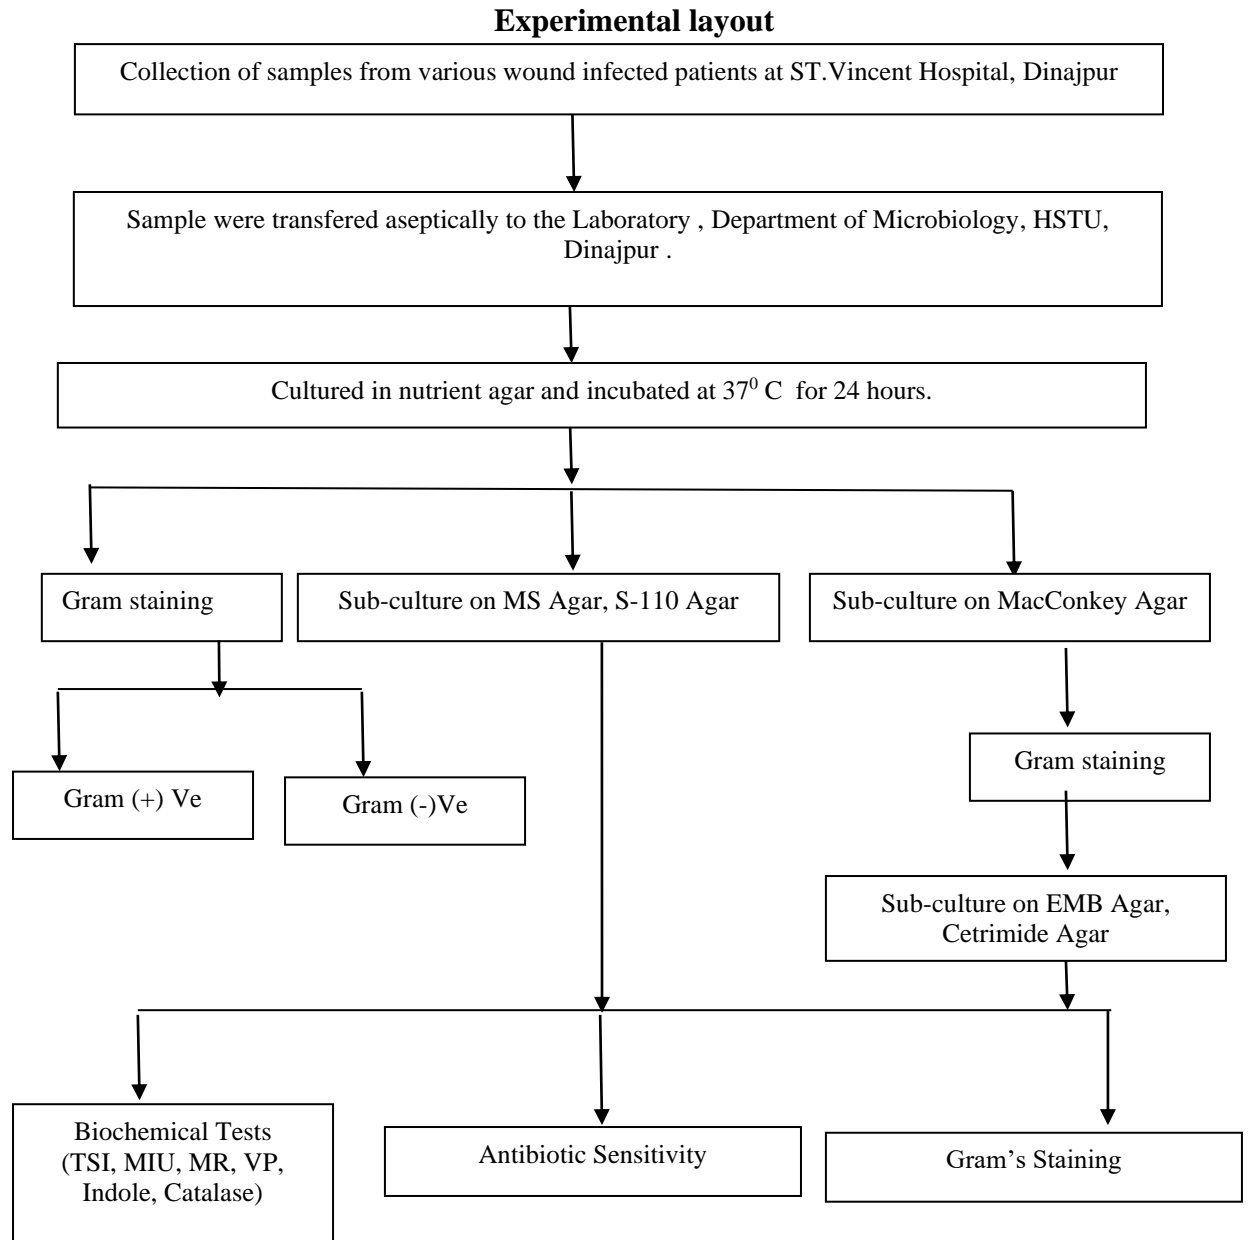 Experimental layout
Collection of samples from various wound infected patients at ST.Vincent Hospital, Dinajpur
Sample were transfered aseptically to the Laboratory , Department of Microbiology, HSTU,
Dinajpur .
Cultured in nutrient agar and incubated at 37⁰ C for 24 hours.
Gram staining
Sub-culture on MS Agar, S-110 Agar
Sub-culture on MacConkey Agar
Gram staining
Gram (+) Ve
Gram (-)Ve
Sub-culture on EMB Agar,
Cetrimide Agar
Biochemical Tests
(TSI, MIU, MR, VP,
Indole, Catalase)
Antibiotic Sensitivity
Gram’s Staining